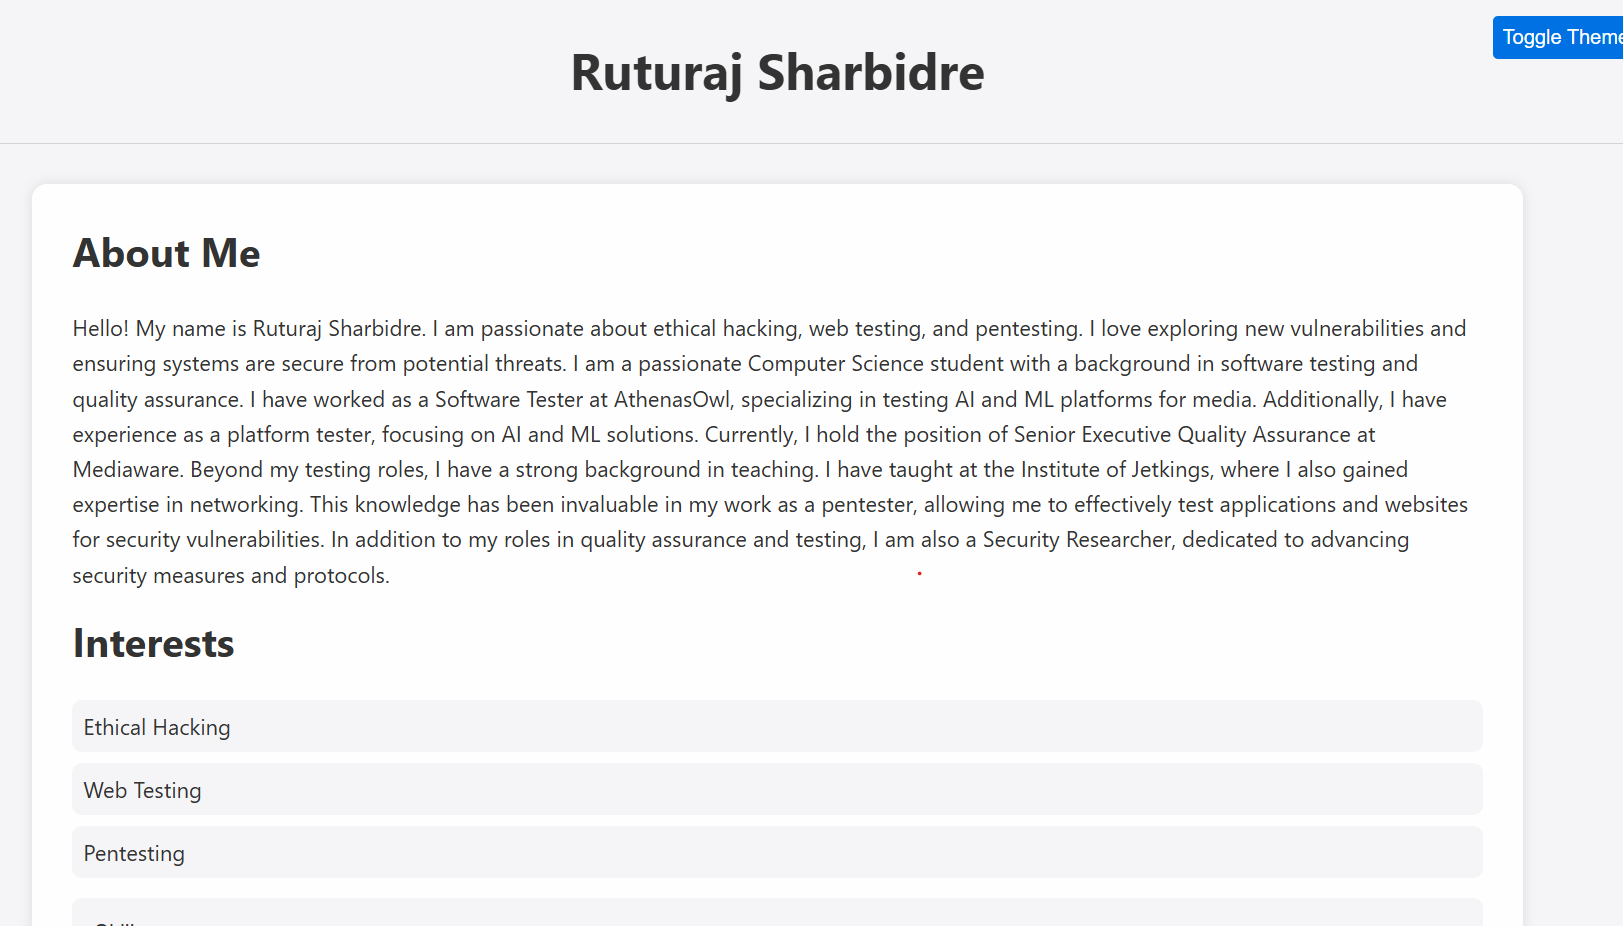 Toggle Theme
Ruturaj Sharbidre
About Me
Hello! My name is Ruturaj Sharbidre. I am passionate about ethical hacking, web testing, and pentesting. I love exploring new vulnerabilities and
ensuring systems are secure from potential threats. I am a passionate Computer Science student with a background in software testing and
quality assurance. I have worked as a Software Tester at AthenasOwl, specializing in testing AI and ML platforms for media. Additionally, I have
experience as a platform tester, focusing on AI and ML solutions. Currently, I hold the position of Senior Executive Quality Assurance at
Mediaware. Beyond my testing roles, I have a strong background in teaching. I have taught at the Institute of Jetkings, where I also gained
expertise in networking. This knowledge has been invaluable in my work as a pentester, allowing me to effectively test applications and websites
for security vulnerabilities. In addition to my roles in quality assurance and testing, I am also a Security Researcher, dedicated to advancing
security measures and protocols.
Interests
Ethical Hacking
Web Testing
Pentesting